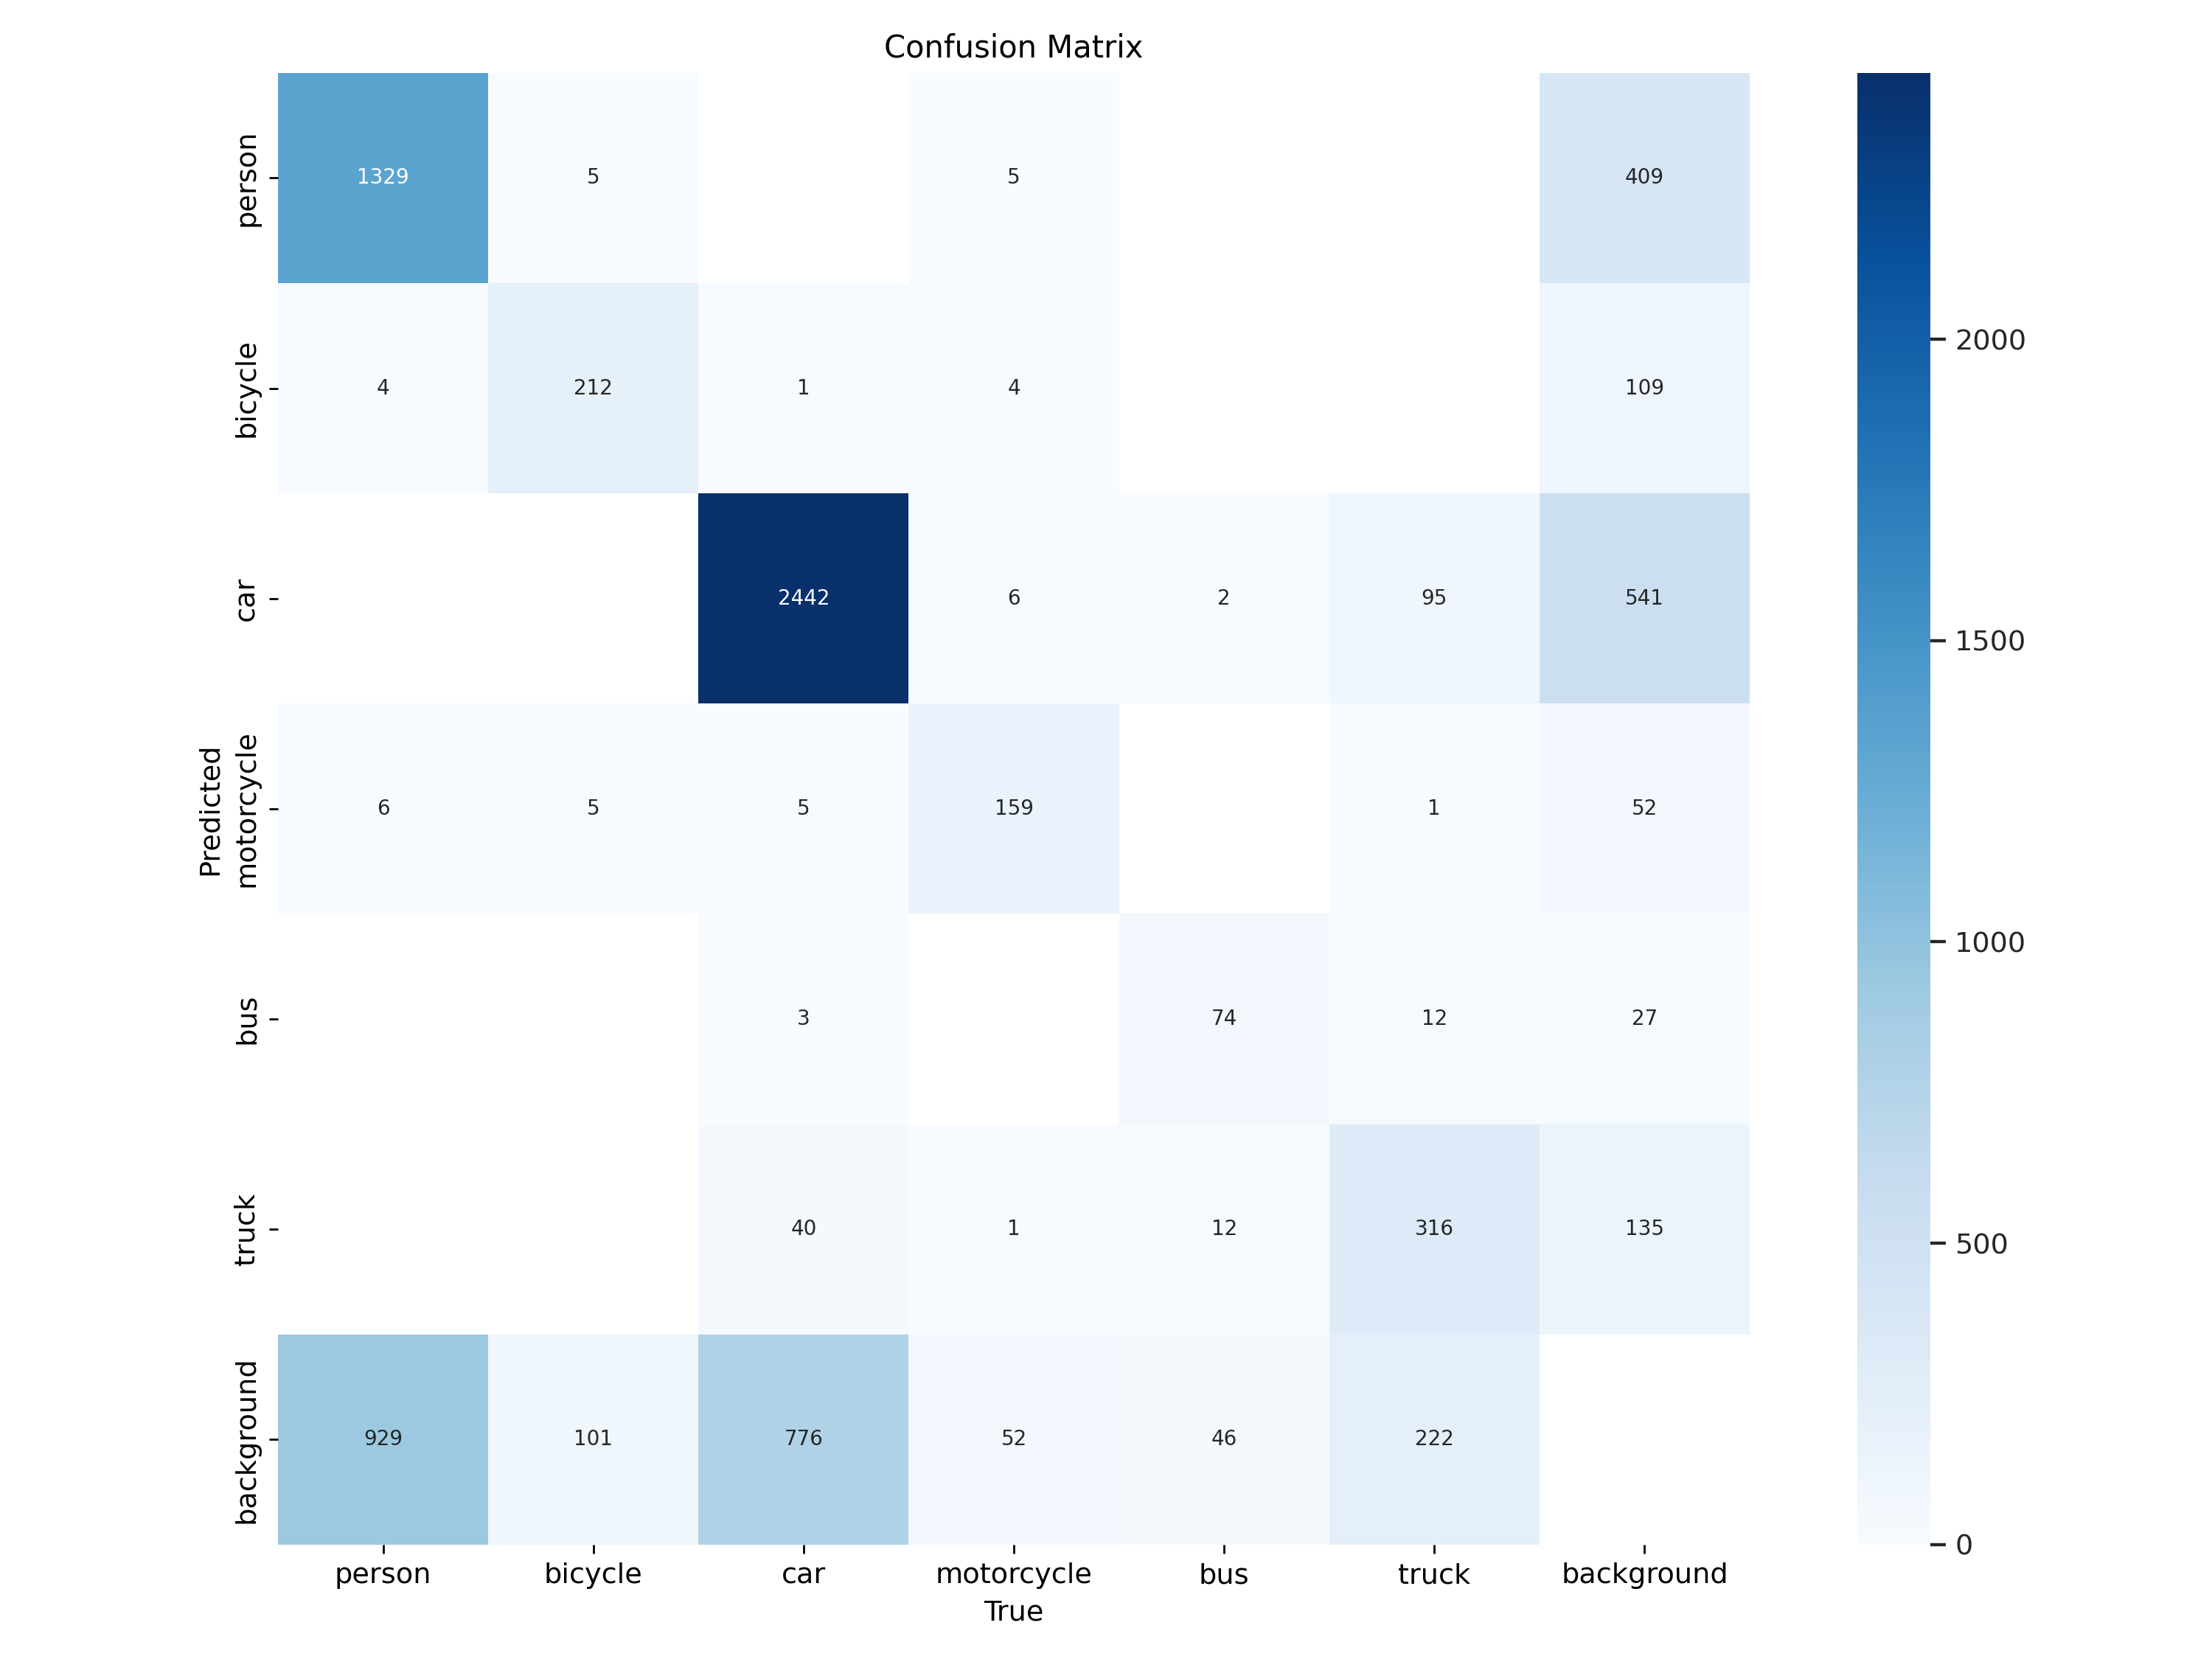 Confusion Matrix
person 1329 5 5 409
bicycle 4 212 1 4 109
2000
car 2442 6 2 95 541
1500
Predicted
motorcycle 6 5 5 159 1 52
1000
bus 3 74 12 27
truck 40 1 12 316 135
500
background 929 101 776 52 46 222
0
person bicycle car motorcycle bus truck background
True